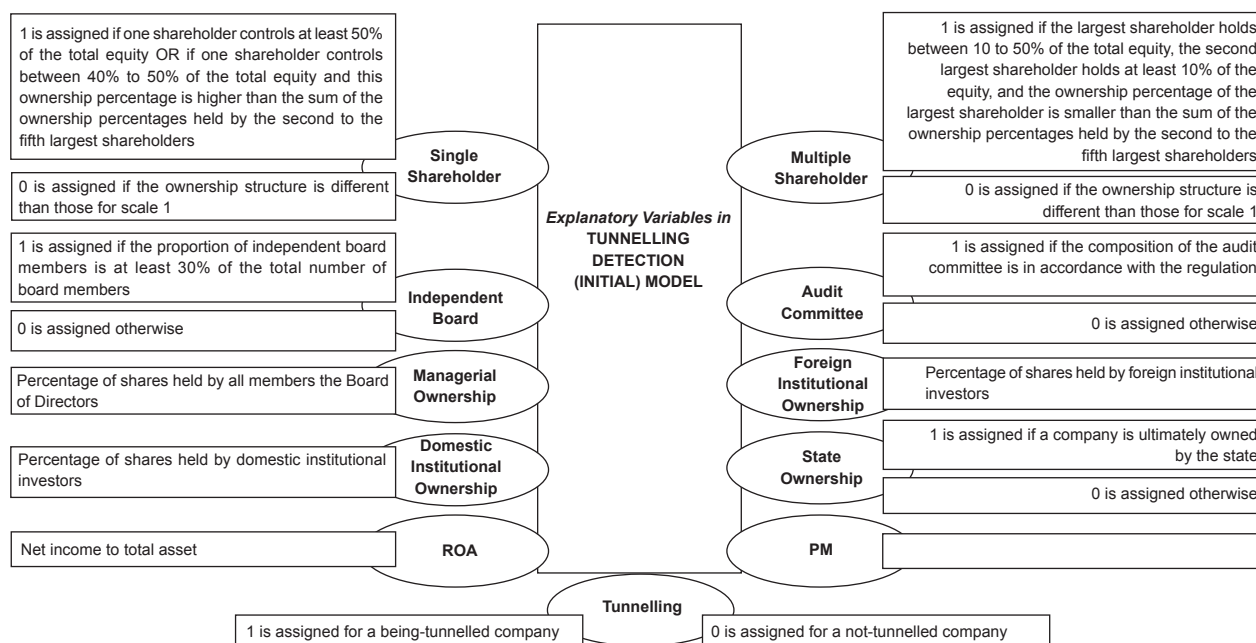 1 is assigned if one shareholder controls at least 50%
of the total equity OR if one shareholder controls
between 40% to 50% of the total equity and this
ownership percentage is higher than the sum of the
ownership percentages held by the second to the
fifth largest shareholders
Single
Shareholder
0 is assigned if the ownership structure is different
than those for scale 1
1 is assigned if the proportion of independent board
members is at least 30% of the total number of
board members
Independent
Board
0 is assigned otherwise
Percentage of shares held by all members the Board
of Directors
Managerial
Ownership
Percentage of shares held by domestic institutional
investors
Domestic
Institutional
Ownership
Net income to total asset
ROA
Explanatory Variables in
TUNNELLING
DETECTION
(INITIAL) MODEL
1 is assigned if the largest shareholder holds
between 10 to 50% of the total equity, the second
largest shareholder holds at least 10% of the
equity, and the ownership percentage of the
largest shareholder is smaller than the sum of the
ownership percentages held by the second to the
fifth largest shareholders
Multiple
Shareholder
0 is assigned if the ownership structure is
different than those for scale 1
1 is assigned if the composition of the audit
committee is in accordance with the regulation
Audit
Committee
0 is assigned otherwise
Foreign
Institutional
Ownership
Percentage of shares held by foreign institutional
investors
State
Ownership
1 is assigned if a company is ultimately owned
by the state
0 is assigned otherwise
PM
Tunnelling
1 is assigned for a being-tunnelled company
0 is assigned for a not-tunnelled company